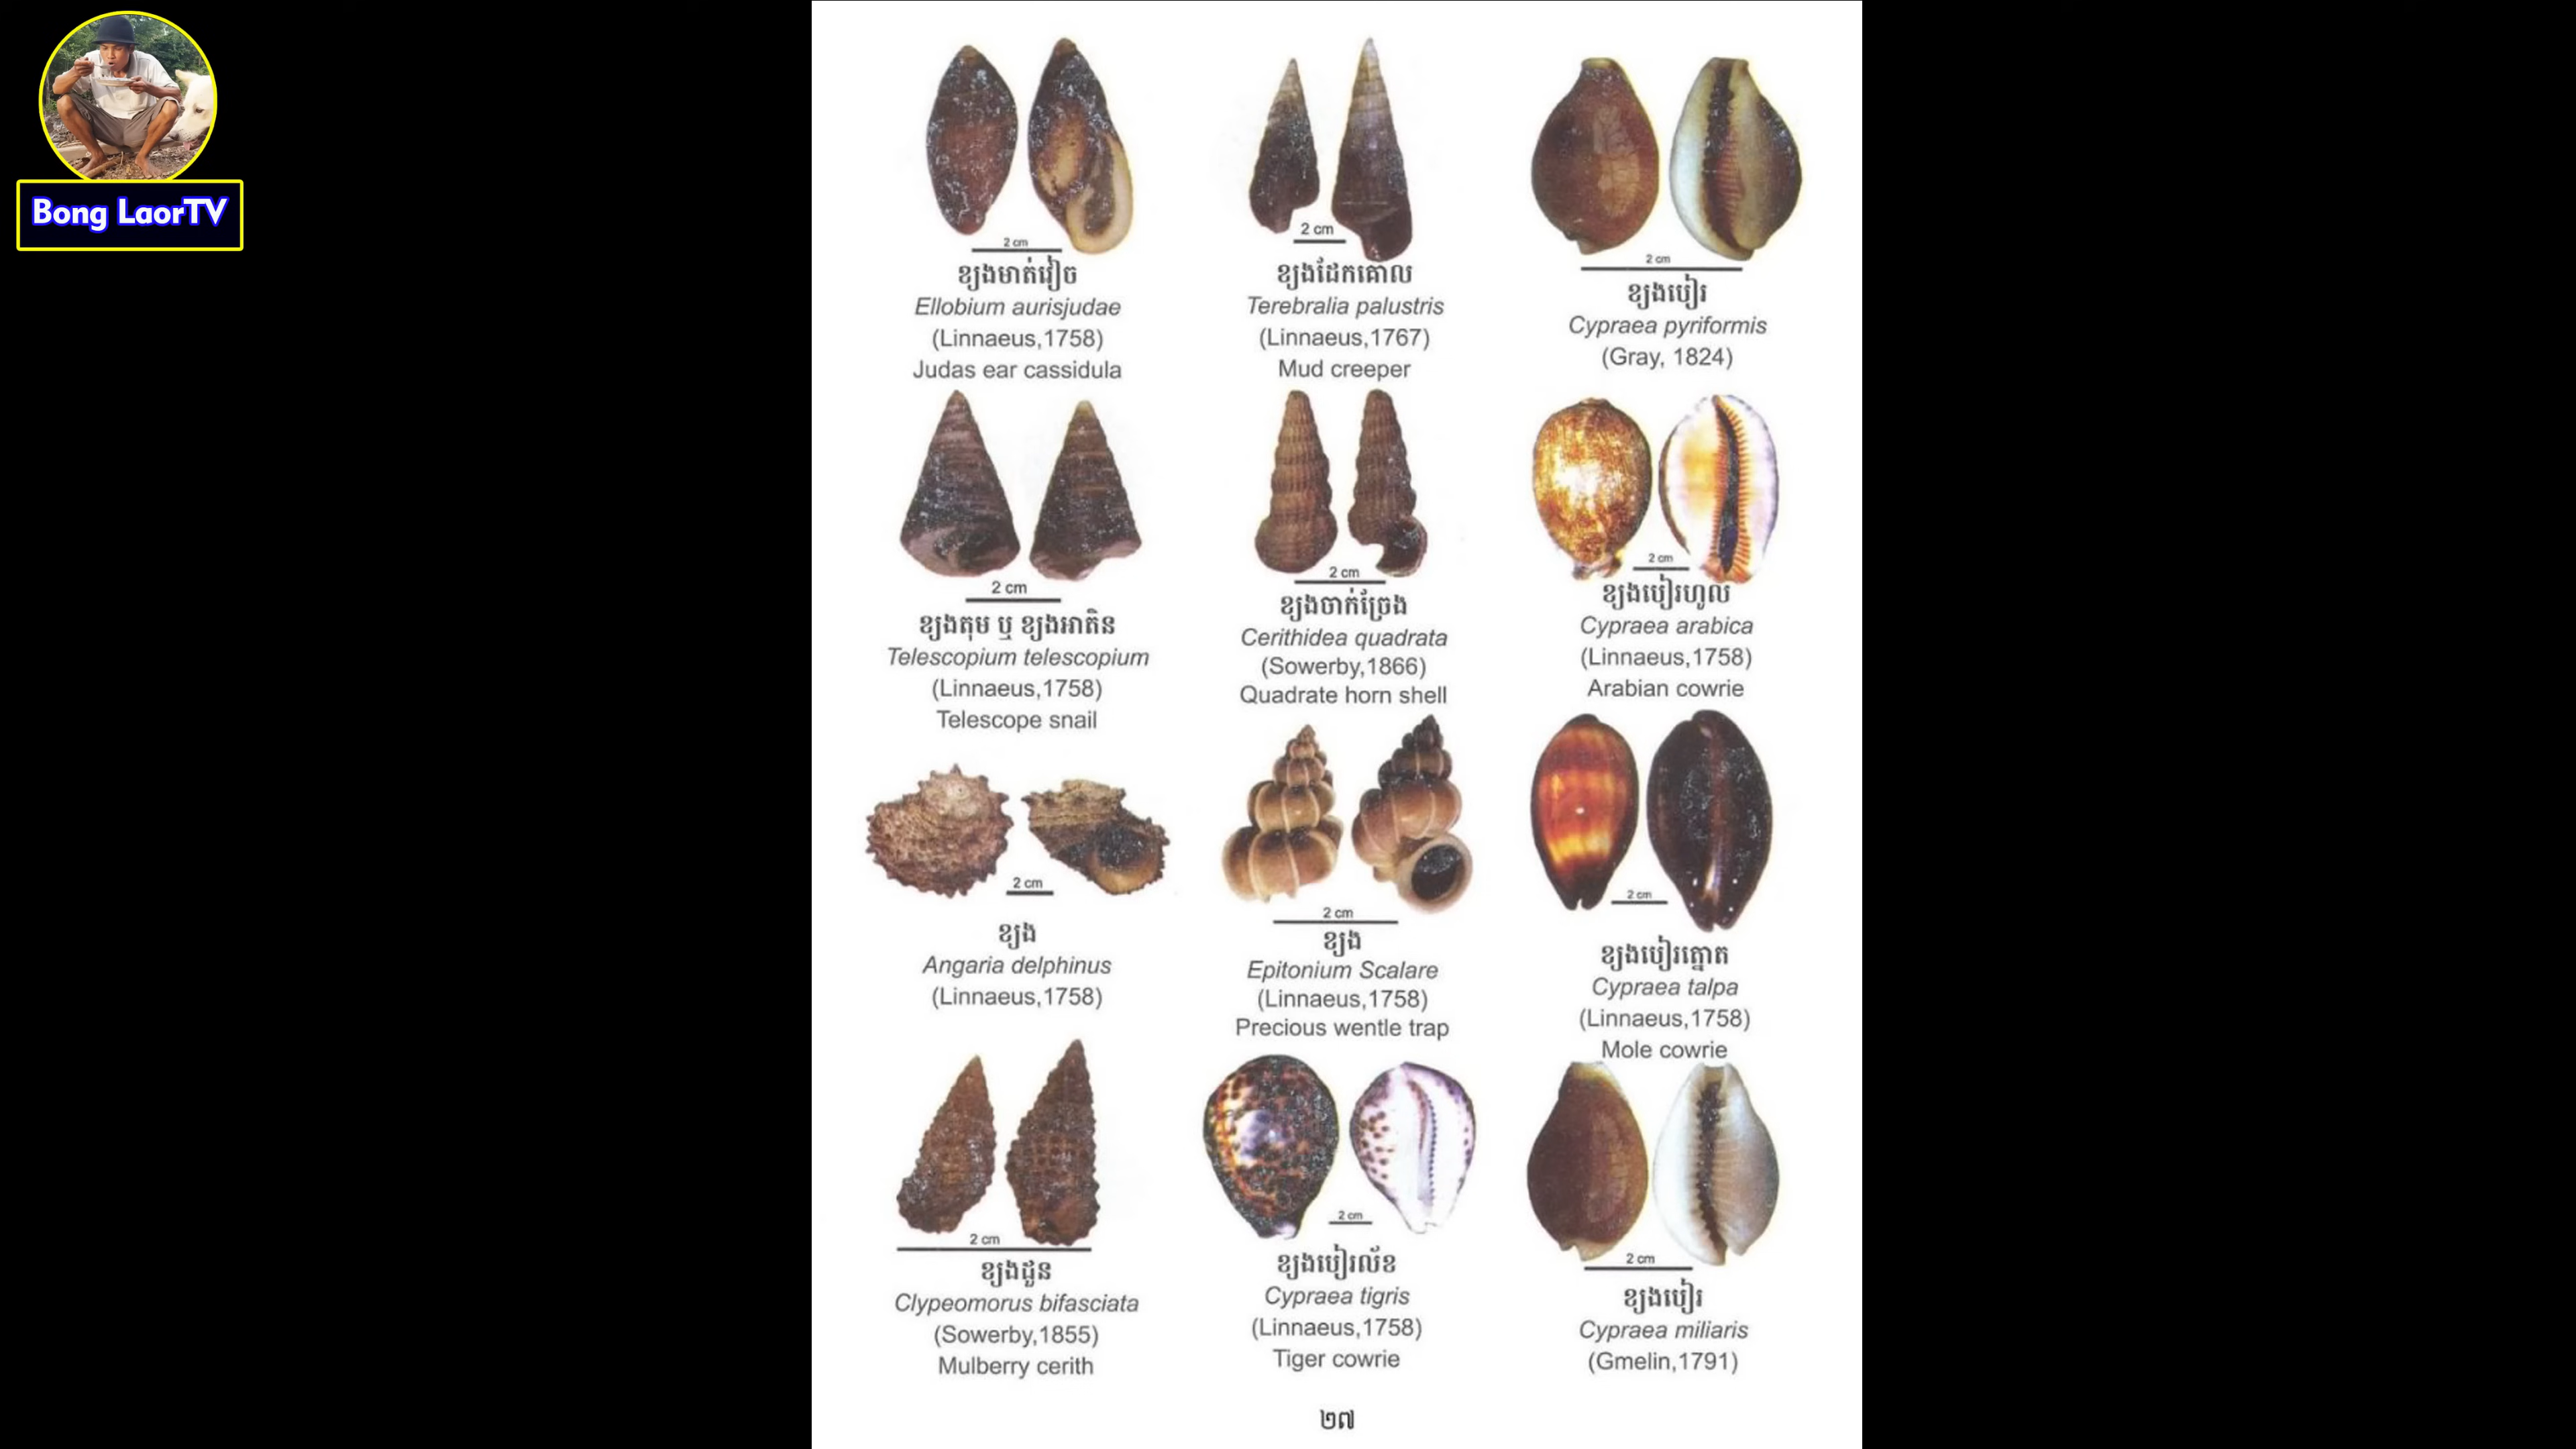 Bong LaorTV
2 cm
ខ្យងមាត់វៀច
Ellobium aurisjudae
(Linnaeus,1758)
Judas ear cassidula
2 cm
ខ្យងដែកគោល
Terebralia palustris
(Linnaeus,1767)
Mud creeper
2 cm
ខ្យងបៀរ
Cypraea pyriformis
(Gray, 1824)
2 cm
ខ្យងតុម ឬ ខ្យងអាតិន
Telescopium telescopium
(Linnaeus,1758)
Telescope snail
2 cm
ខ្យងចាក់ច្រែង
Cerithidea quadrata
(Sowerby,1866)
Quadrate horn shell
2 cm
ខ្យងបៀរហូល
Cypraea arabica
(Linnaeus,1758)
Arabian cowrie
2 cm
ខ្យង
Angaria delphinus
(Linnaeus,1758)
2 cm
ខ្យង
Epitonium Scalare
(Linnaeus,1758)
Precious wentle trap
2 cm
ខ្យងបៀរត្នោត
Cypraea talpa
(Linnaeus,1758)
Mole cowrie
2 cm
ខ្យងដួន
Clypeomorus bifasciata
(Sowerby,1855)
Mulberry cerith
2 cm
ខ្យងបៀរល័ខ
Cypraea tigris
(Linnaeus,1758)
Tiger cowrie
2 cm
ខ្យងបៀរ
Cypraea miliaris
(Gmelin,1791)
២៧